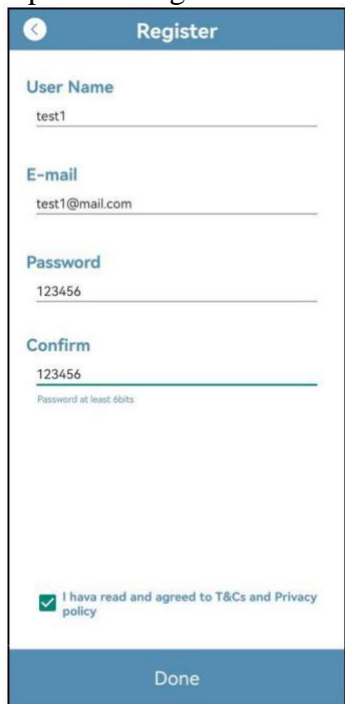 Register
User Name
test1
E-mail
test1@mail.com
Password
123456
Confirm
123456
Password at least 6bits
I hava read and agreed to T&Cs and Privacy
policy
Done